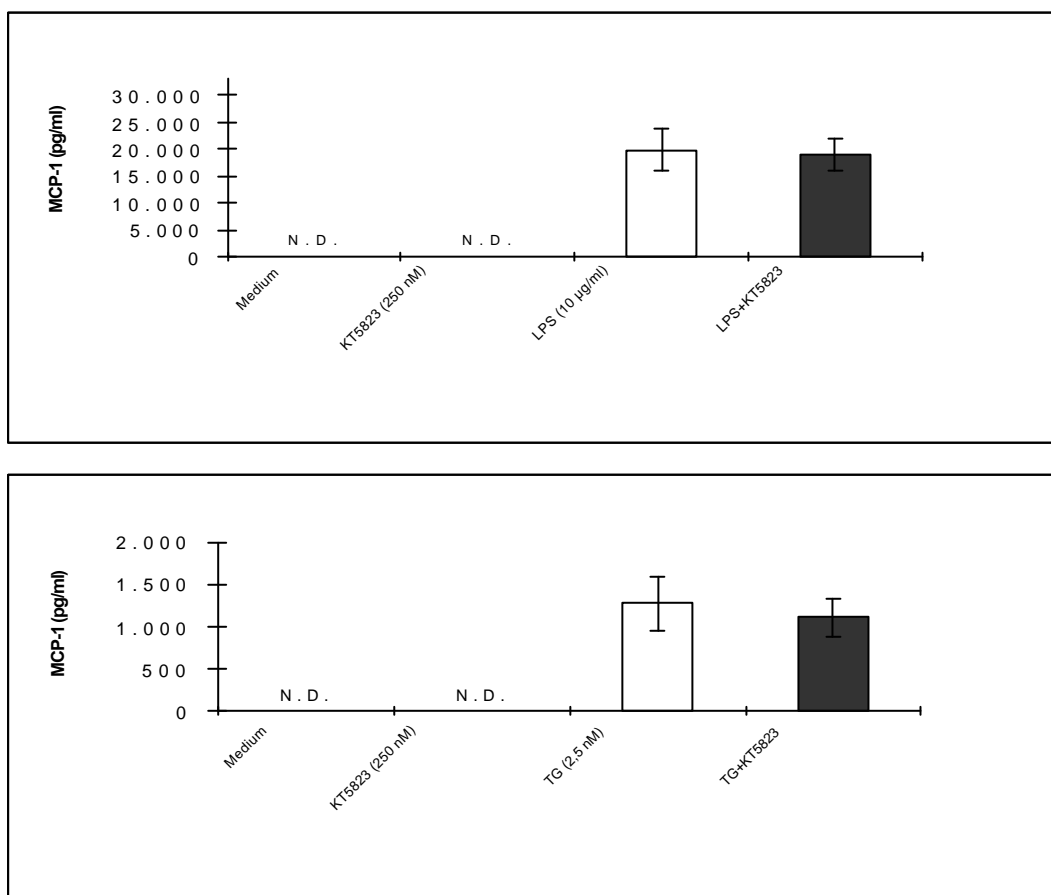 MCP-1 (pg/ml)
30.000
25.000
20.000
15.000
10.000
5.000
0
N.D.
N.D.
Medium
KT5823 (250 nM)
LPS (10 µg/ml)
LPS+KT5823
MCP-1 (pg/ml)
2.000
1.500
1.000
500
0
N.D.
N.D.
Medium
KT5823 (250 nM)
TG (2,5 nM)
TG+KT5823